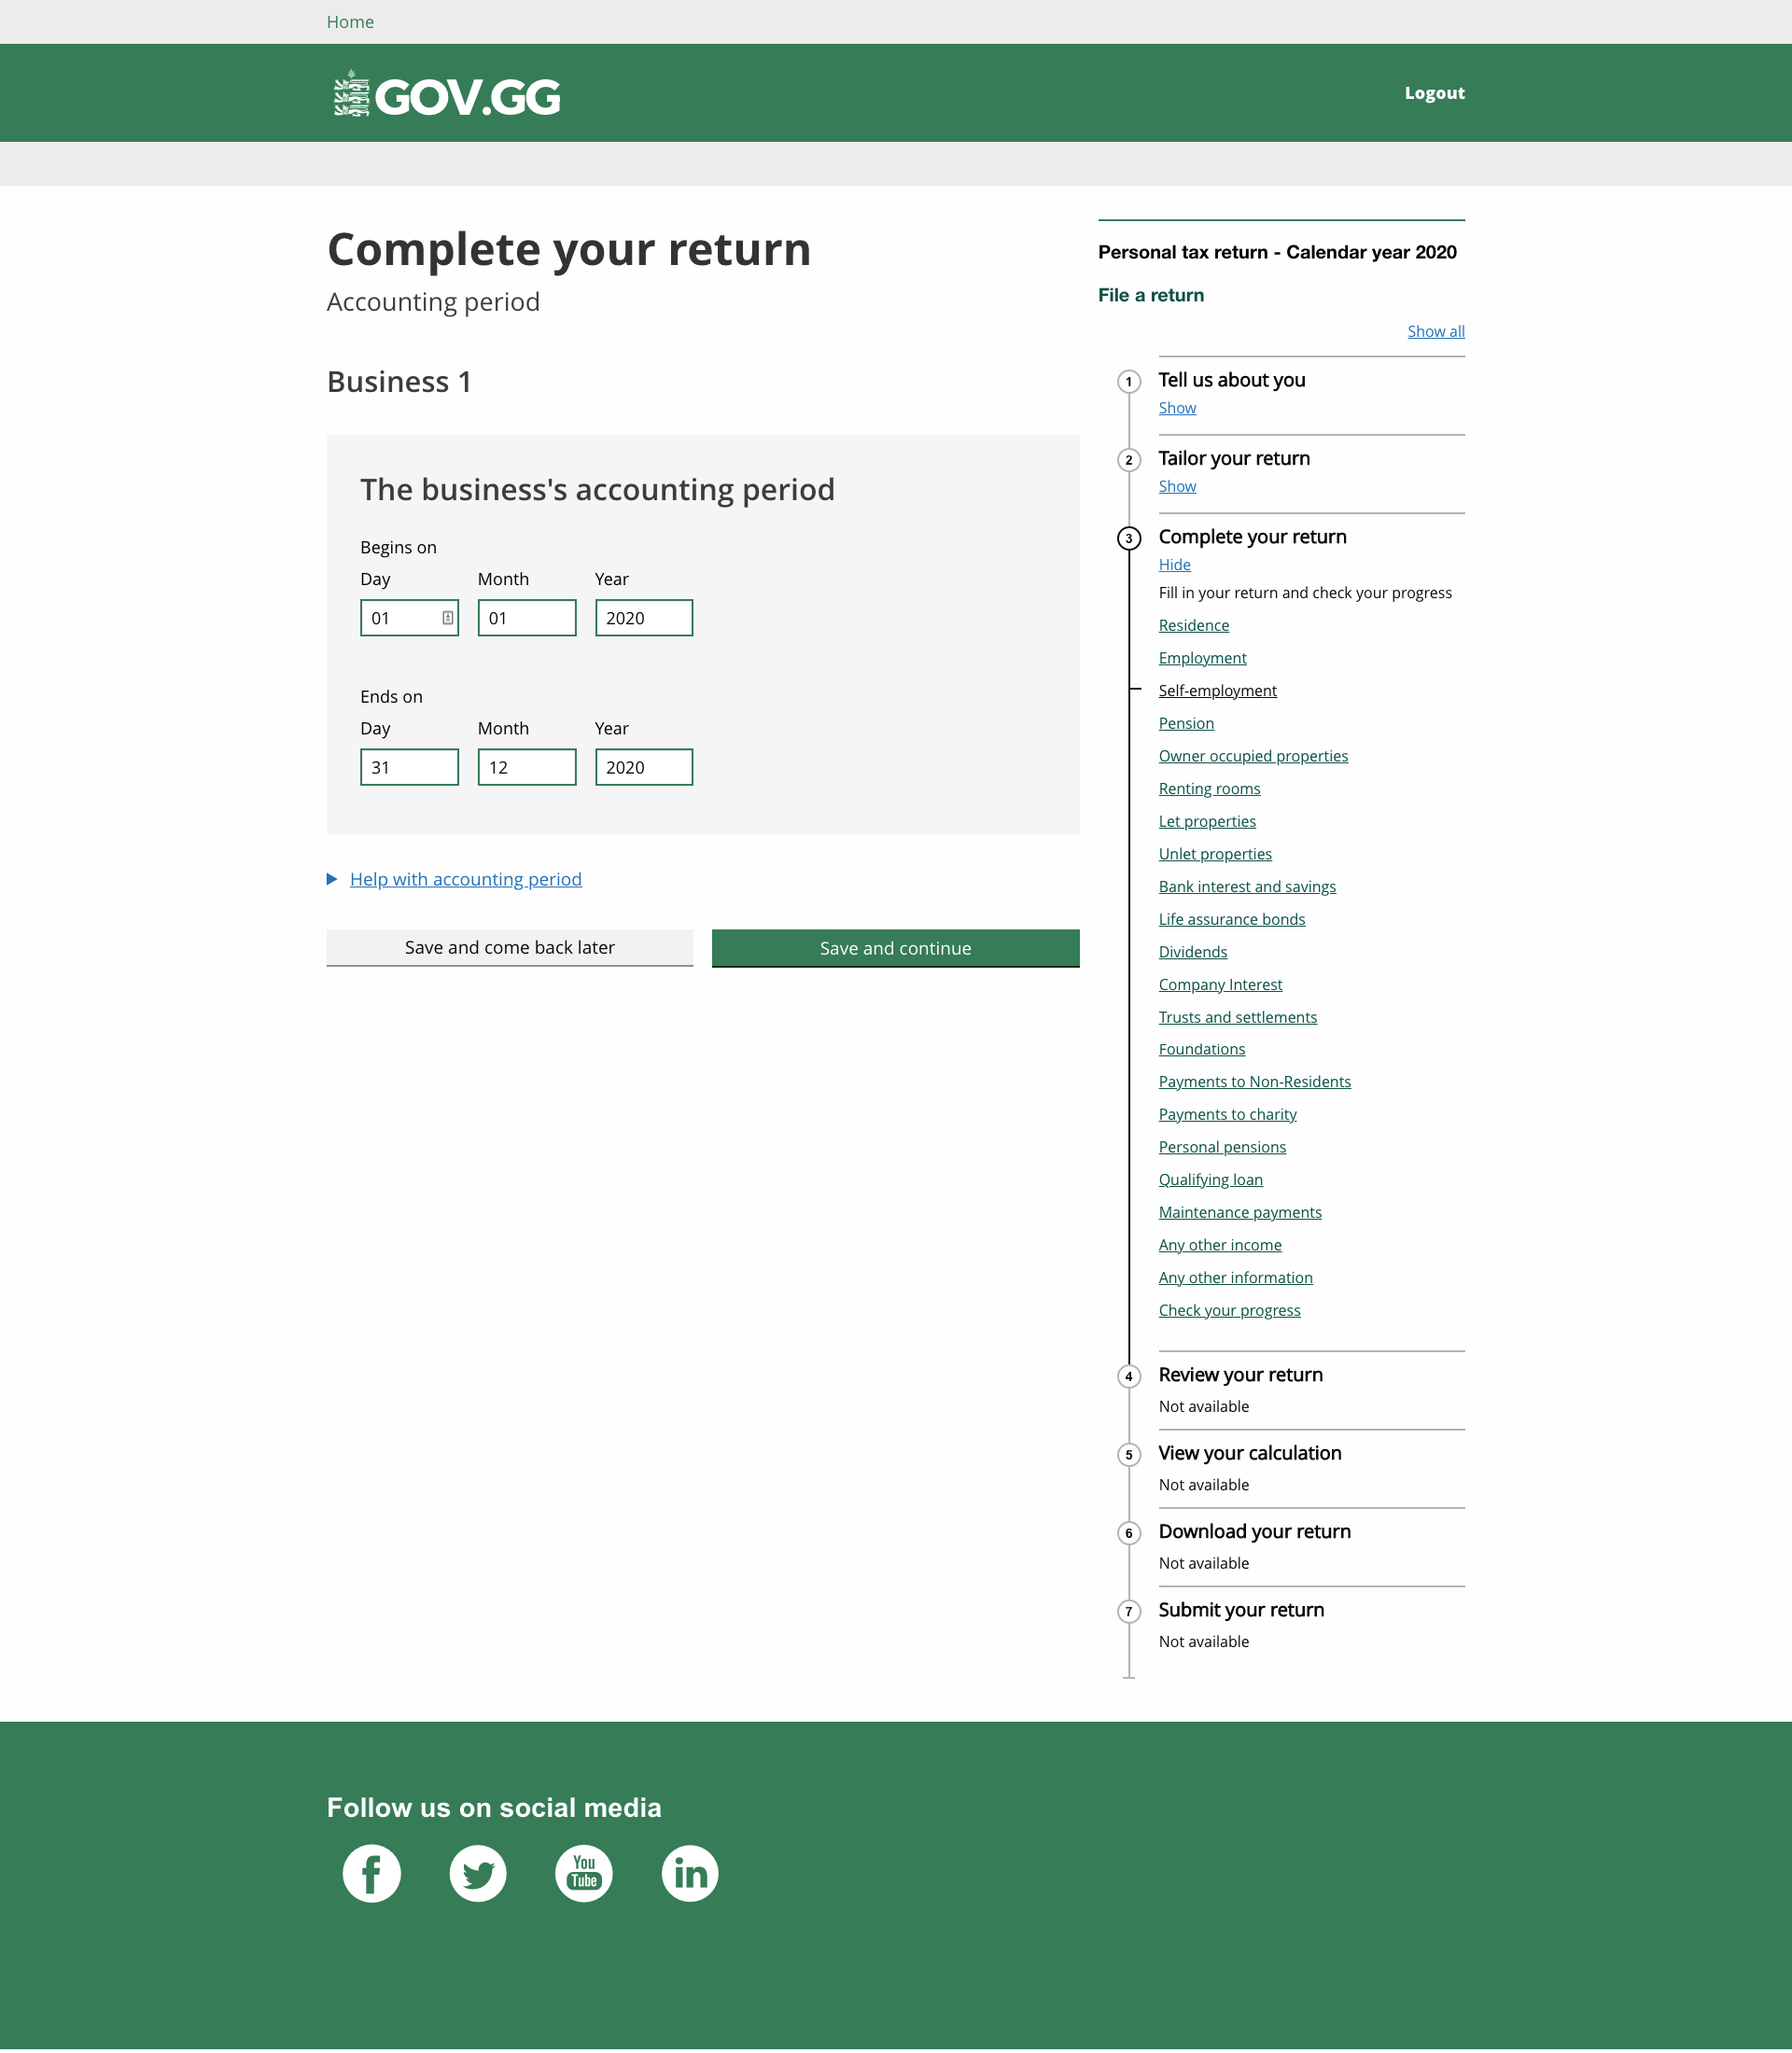 Home
GOV.GG
Logout
Complete your return
Accounting period
Business 1
The business's accounting period
Begins on
Day Month Year
01 01 2020
Ends on
Day Month Year
31 12 2020
Help with accounting period
Save and come back later
Save and continue
Personal tax return - Calendar year 2020
File a return
Show all
1 Tell us about you
Show
2 Tailor your return
Show
3 Complete your return
Hide
Fill in your return and check your progress
Residence
Employment
Self-employment
Pension
Owner occupied properties
Renting rooms
Let properties
Unlet properties
Bank interest and savings
Life assurance bonds
Dividends
Company Interest
Trusts and settlements
Foundations
Payments to Non-Residents
Payments to charity
Personal pensions
Qualifying loan
Maintenance payments
Any other income
Any other information
Check your progress
4 Review your return
Not available
5 View your calculation
Not available
6 Download your return
Not available
7 Submit your return
Not available
Follow us on social media
f
You
Tube
in